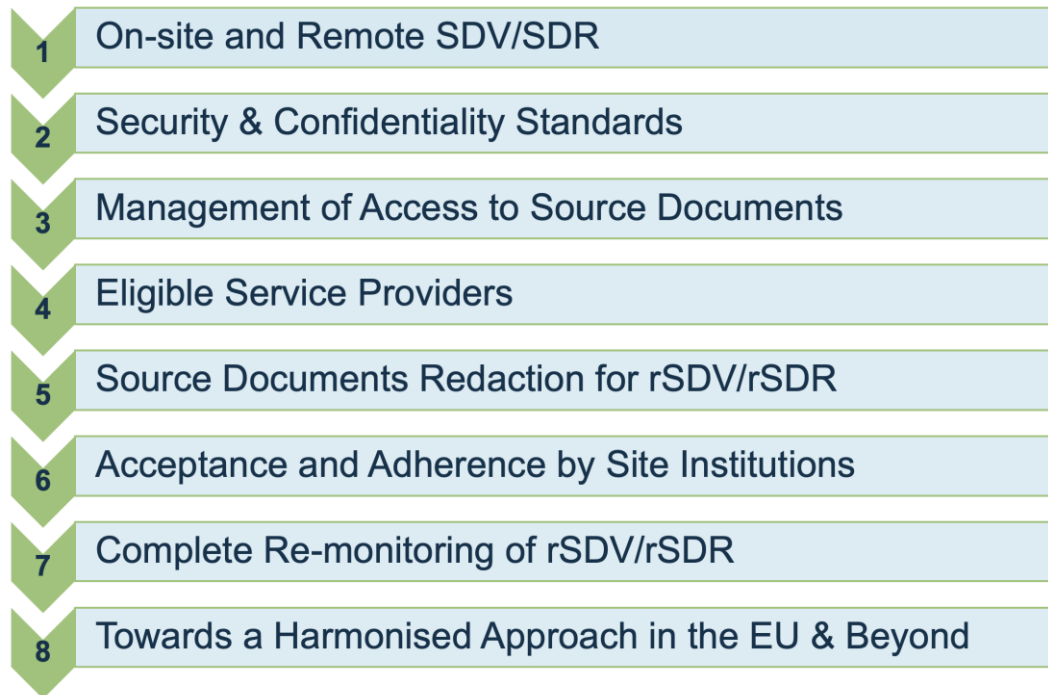 1 On-site and Remote SDV/SDR
2 Security & Confidentiality Standards
3 Management of Access to Source Documents
4 Eligible Service Providers
5 Source Documents Redaction for rSDV/rSDR
6 Acceptance and Adherence by Site Institutions
7 Complete Re-monitoring of rSDV/rSDR
8 Towards a Harmonised Approach in the EU & Beyond